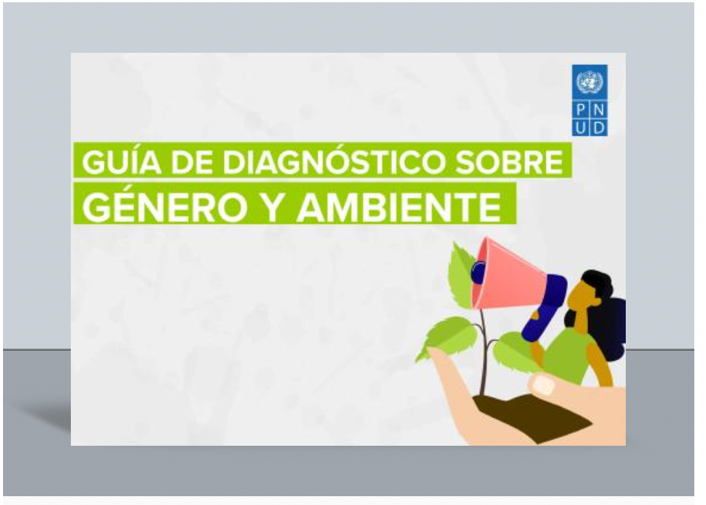 PN
UD
GUÍA DE DIAGNÓSTICO SOBRE
GÉNERO Y AMBIENTE